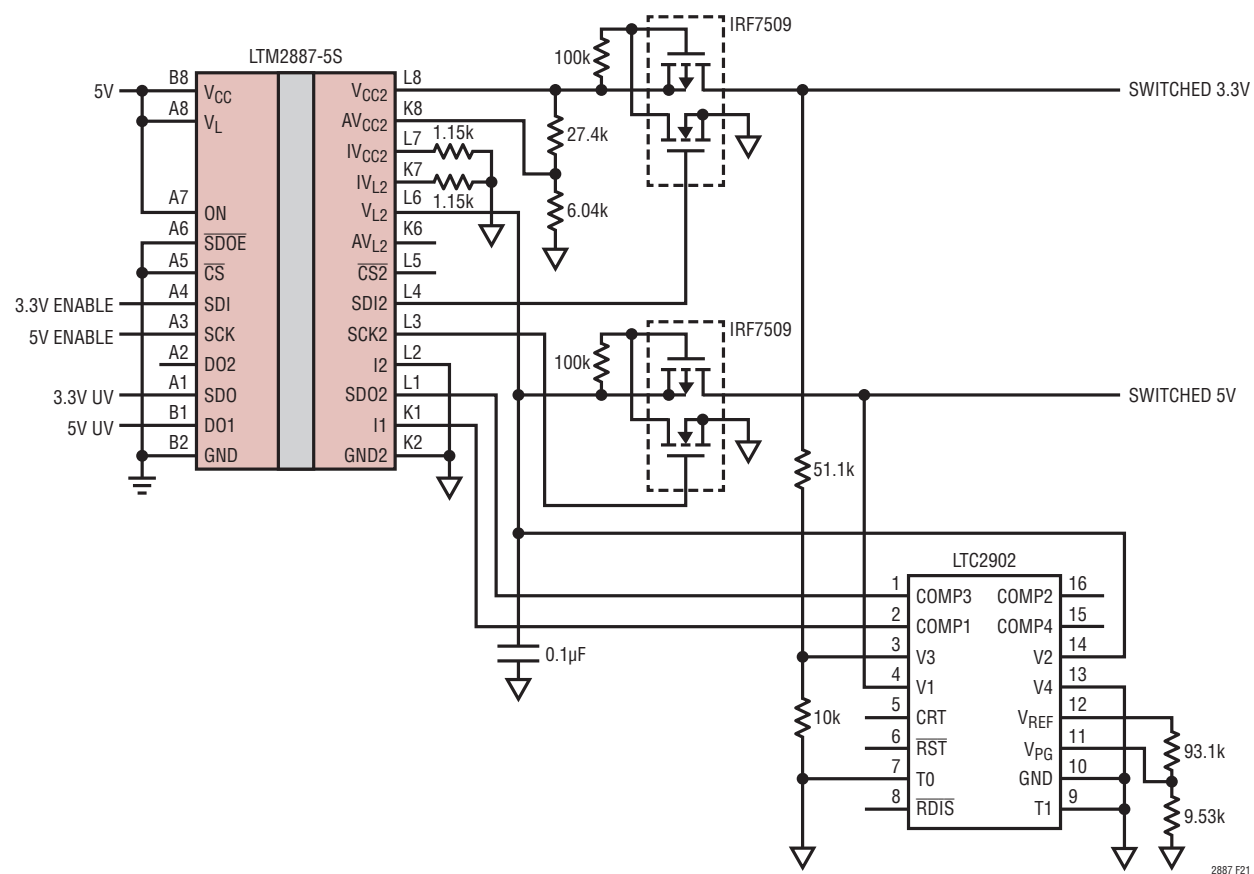 IRF7509
LTM2887-5S
100k
5V
B8
VCC
VCC2
L8
SWITCHED 3.3V
A8
VL
AVCC2
K8
27.4k
IVCC2
L7
1.15k
IVL2
K7
1.15k
A7
ON
VL2
L6
6.04k
A6
SDOE
AVL2
K6
A5
CS
CS2
L5
3.3V ENABLE
A4
SDI
SDI2
L4
5V ENABLE
A3
SCK
SCK2
L3
IRF7509
100k
A2
DO2
I2
L2
3.3V UV
A1
SDO
SDO2
L1
SWITCHED 5V
5V UV
B1
DO1
I1
K1
B2
GND
GND2
K2
51.1k
LTC2902
1
COMP3
COMP2
16
2
COMP1
COMP4
15
0.1µF
3
V3
V2
14
4
V1
V4
13
10k
5
CRT
VREF
12
6
RST
VPG
11
93.1k
7
T0
GND
10
8
RDIS
T1
9
9.53k
2887 F21